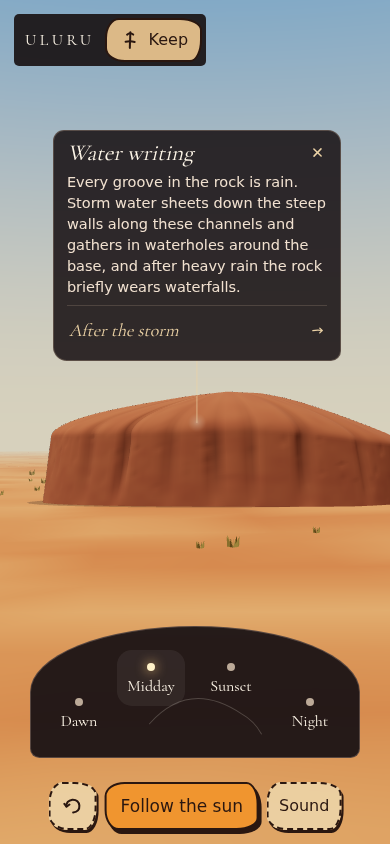 ULURU
Keep
Water writing
Every groove in the rock is rain.
Storm water sheets down the steep
walls along these channels and
gathers in waterholes around the
base, and after heavy rain the rock
briefly wears waterfalls.
After the storm
Midday
Sunset
Dawn
Night
Follow the sun
Sound